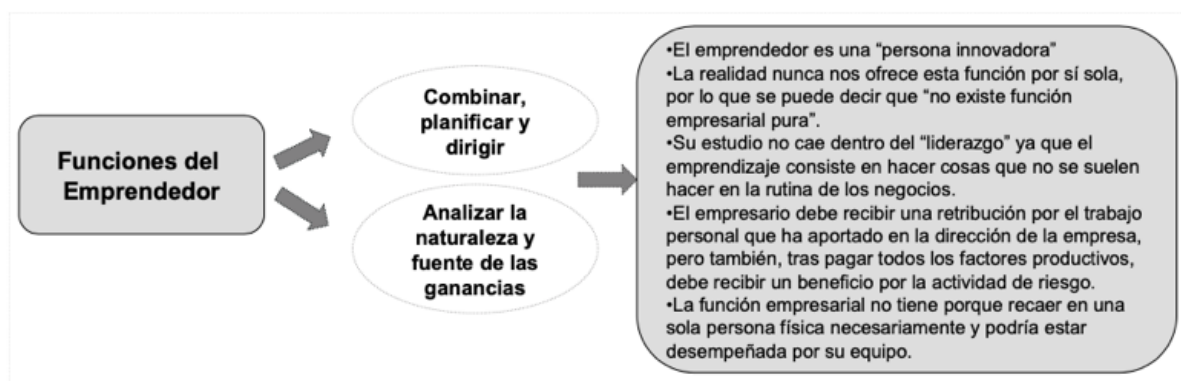 Funciones del
Emprendedor
Combinar,
planificar y
dirigir
Analizar la
naturaleza y
fuente de las
ganancias
•El emprendedor es una “persona innovadora”
•La realidad nunca nos ofrece esta función por sí sola,
por lo que se puede decir que “no existe función
empresarial pura”.
•Su estudio no cae dentro del “liderazgo” ya que el
emprendizaje consiste en hacer cosas que no se suelen
hacer en la rutina de los negocios.
•El empresario debe recibir una retribución por el trabajo
personal que ha aportado en la dirección de la empresa,
pero también, tras pagar todos los factores productivos,
debe recibir un beneficio por la actividad de riesgo.
•La función empresarial no tiene porque recaer en una
sola persona física necesariamente y podría estar
desempeñada por su equipo.